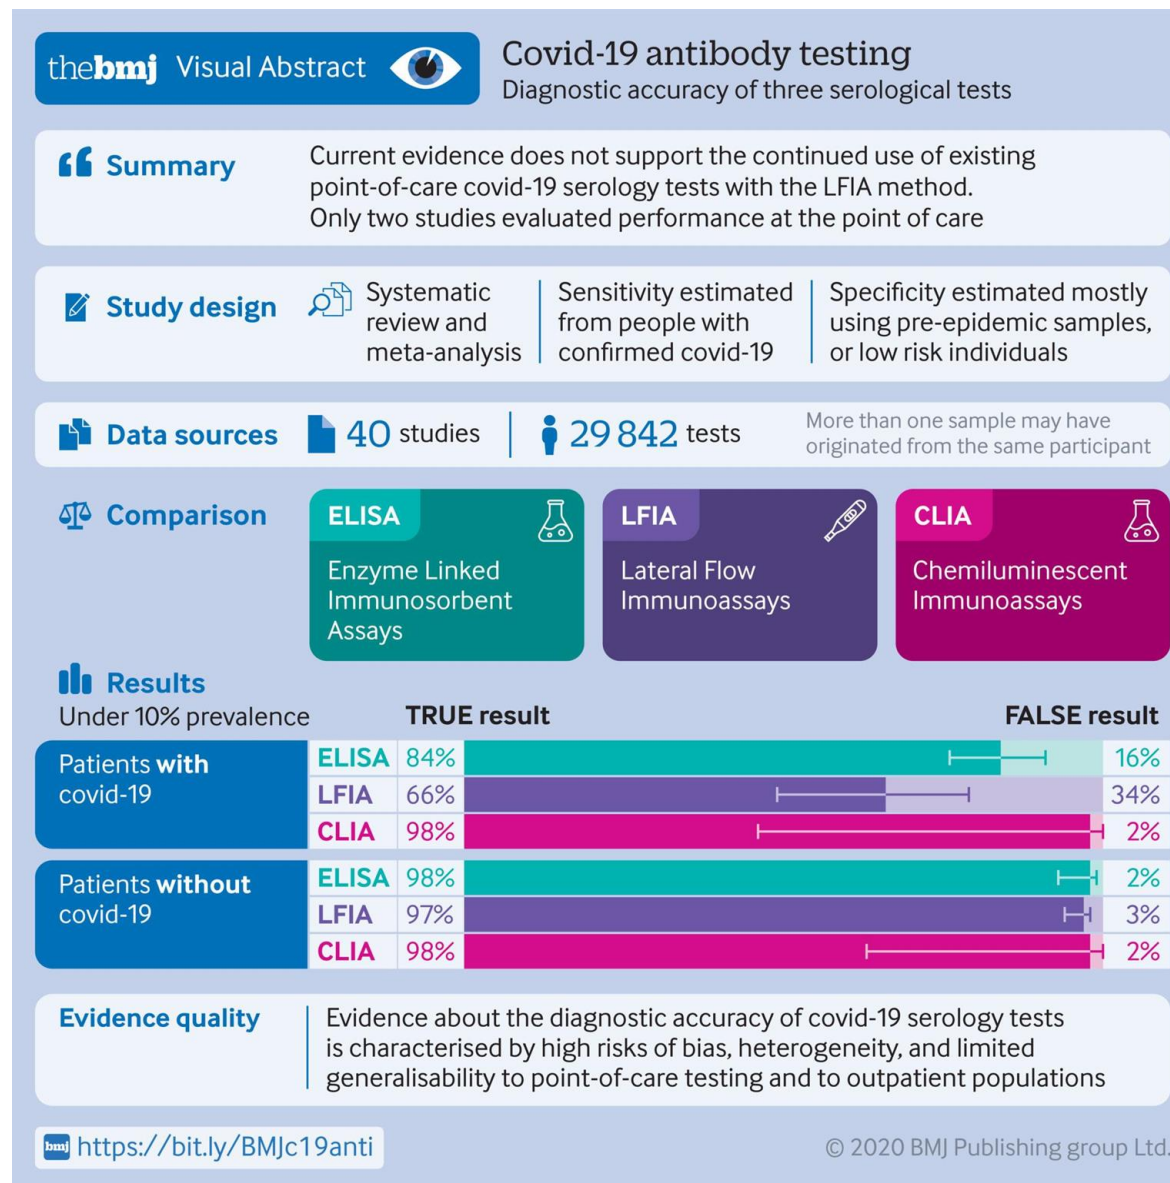 thebmj Visual Abstract
Covid-19 antibody testing
Diagnostic accuracy of three serological tests
Summary
Current evidence does not support the continued use of existing
point-of-care covid-19 serology tests with the LFIA method.
Only two studies evaluated performance at the point of care
Study design
Systematic
review and
meta-analysis
Sensitivity estimated
from people with
confirmed covid-19
Specificity estimated mostly
using pre-epidemic samples,
or low risk individuals
Data sources
40 studies
29 842 tests
More than one sample may have
originated from the same participant
Comparison
ELISA
Enzyme Linked
Immunosorbent
Assays
LFIA
Lateral Flow
Immunoassays
CLIA
Chemiluminescent
Immunoassays
Results
Under 10% prevalence
TRUE result
FALSE result
Patients with
covid-19
ELISA 84% 16%
LFIA 66% 34%
CLIA 98% 2%
Patients without
covid-19
ELISA 98% 2%
LFIA 97% 3%
CLIA 98% 2%
Evidence quality
Evidence about the diagnostic accuracy of covid-19 serology tests
is characterised by high risks of bias, heterogeneity, and limited
generalisability to point-of-care testing and to outpatient populations
bmj https://bit.ly/BMJc19anti
© 2020 BMJ Publishing group Ltd.